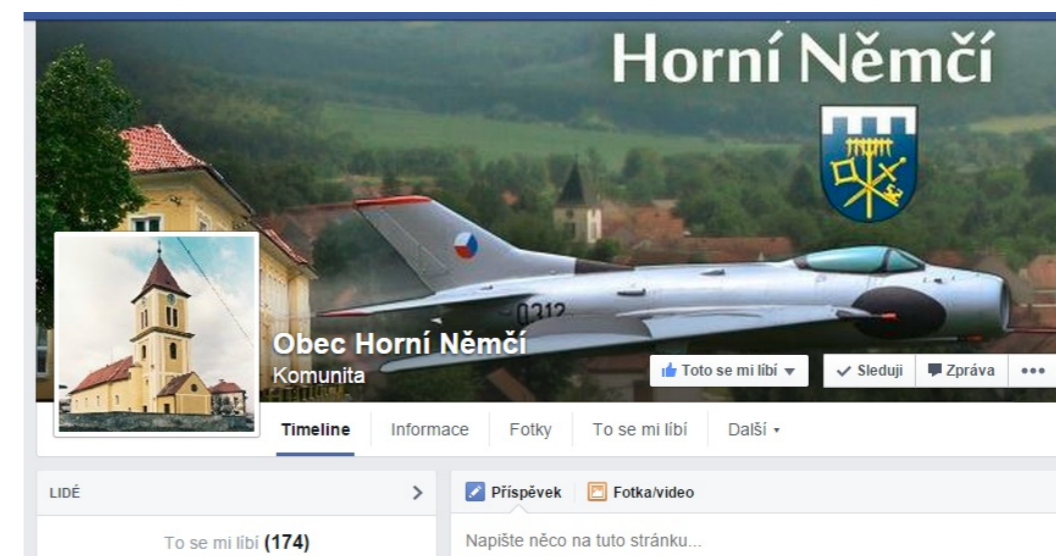 Horní Němčí
0312
Obec Horní Němčí
Komunita
Toto se mi líbí
Sleduji
Zpráva
Timeline
Informace
Fotky
To se mi líbí
Další
LIDÉ
Příspěvek
Fotka/video
To se mi líbí (174)
Napište něco na tuto stránku...